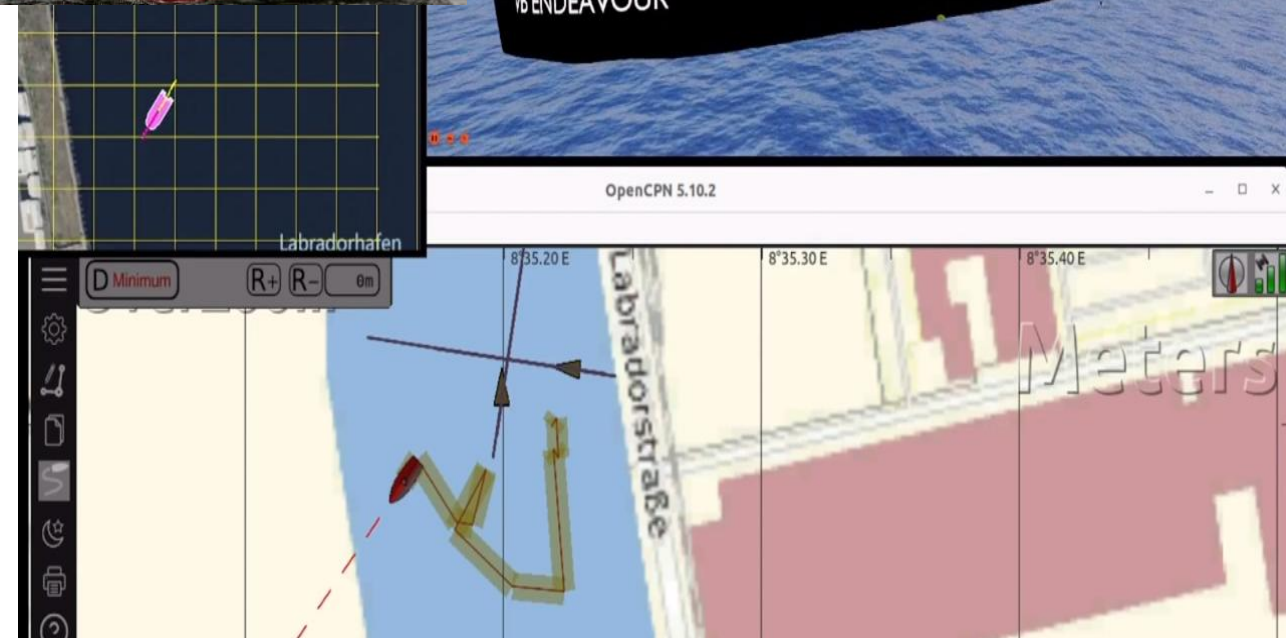 ENDEAVOUR
Labradorhafen
OpenCPN 5.10.2
D Minimum
R+
R-
0m
8°35.20 E
8°35.30 E
8°35.40 E
Labradorstraße
Meters